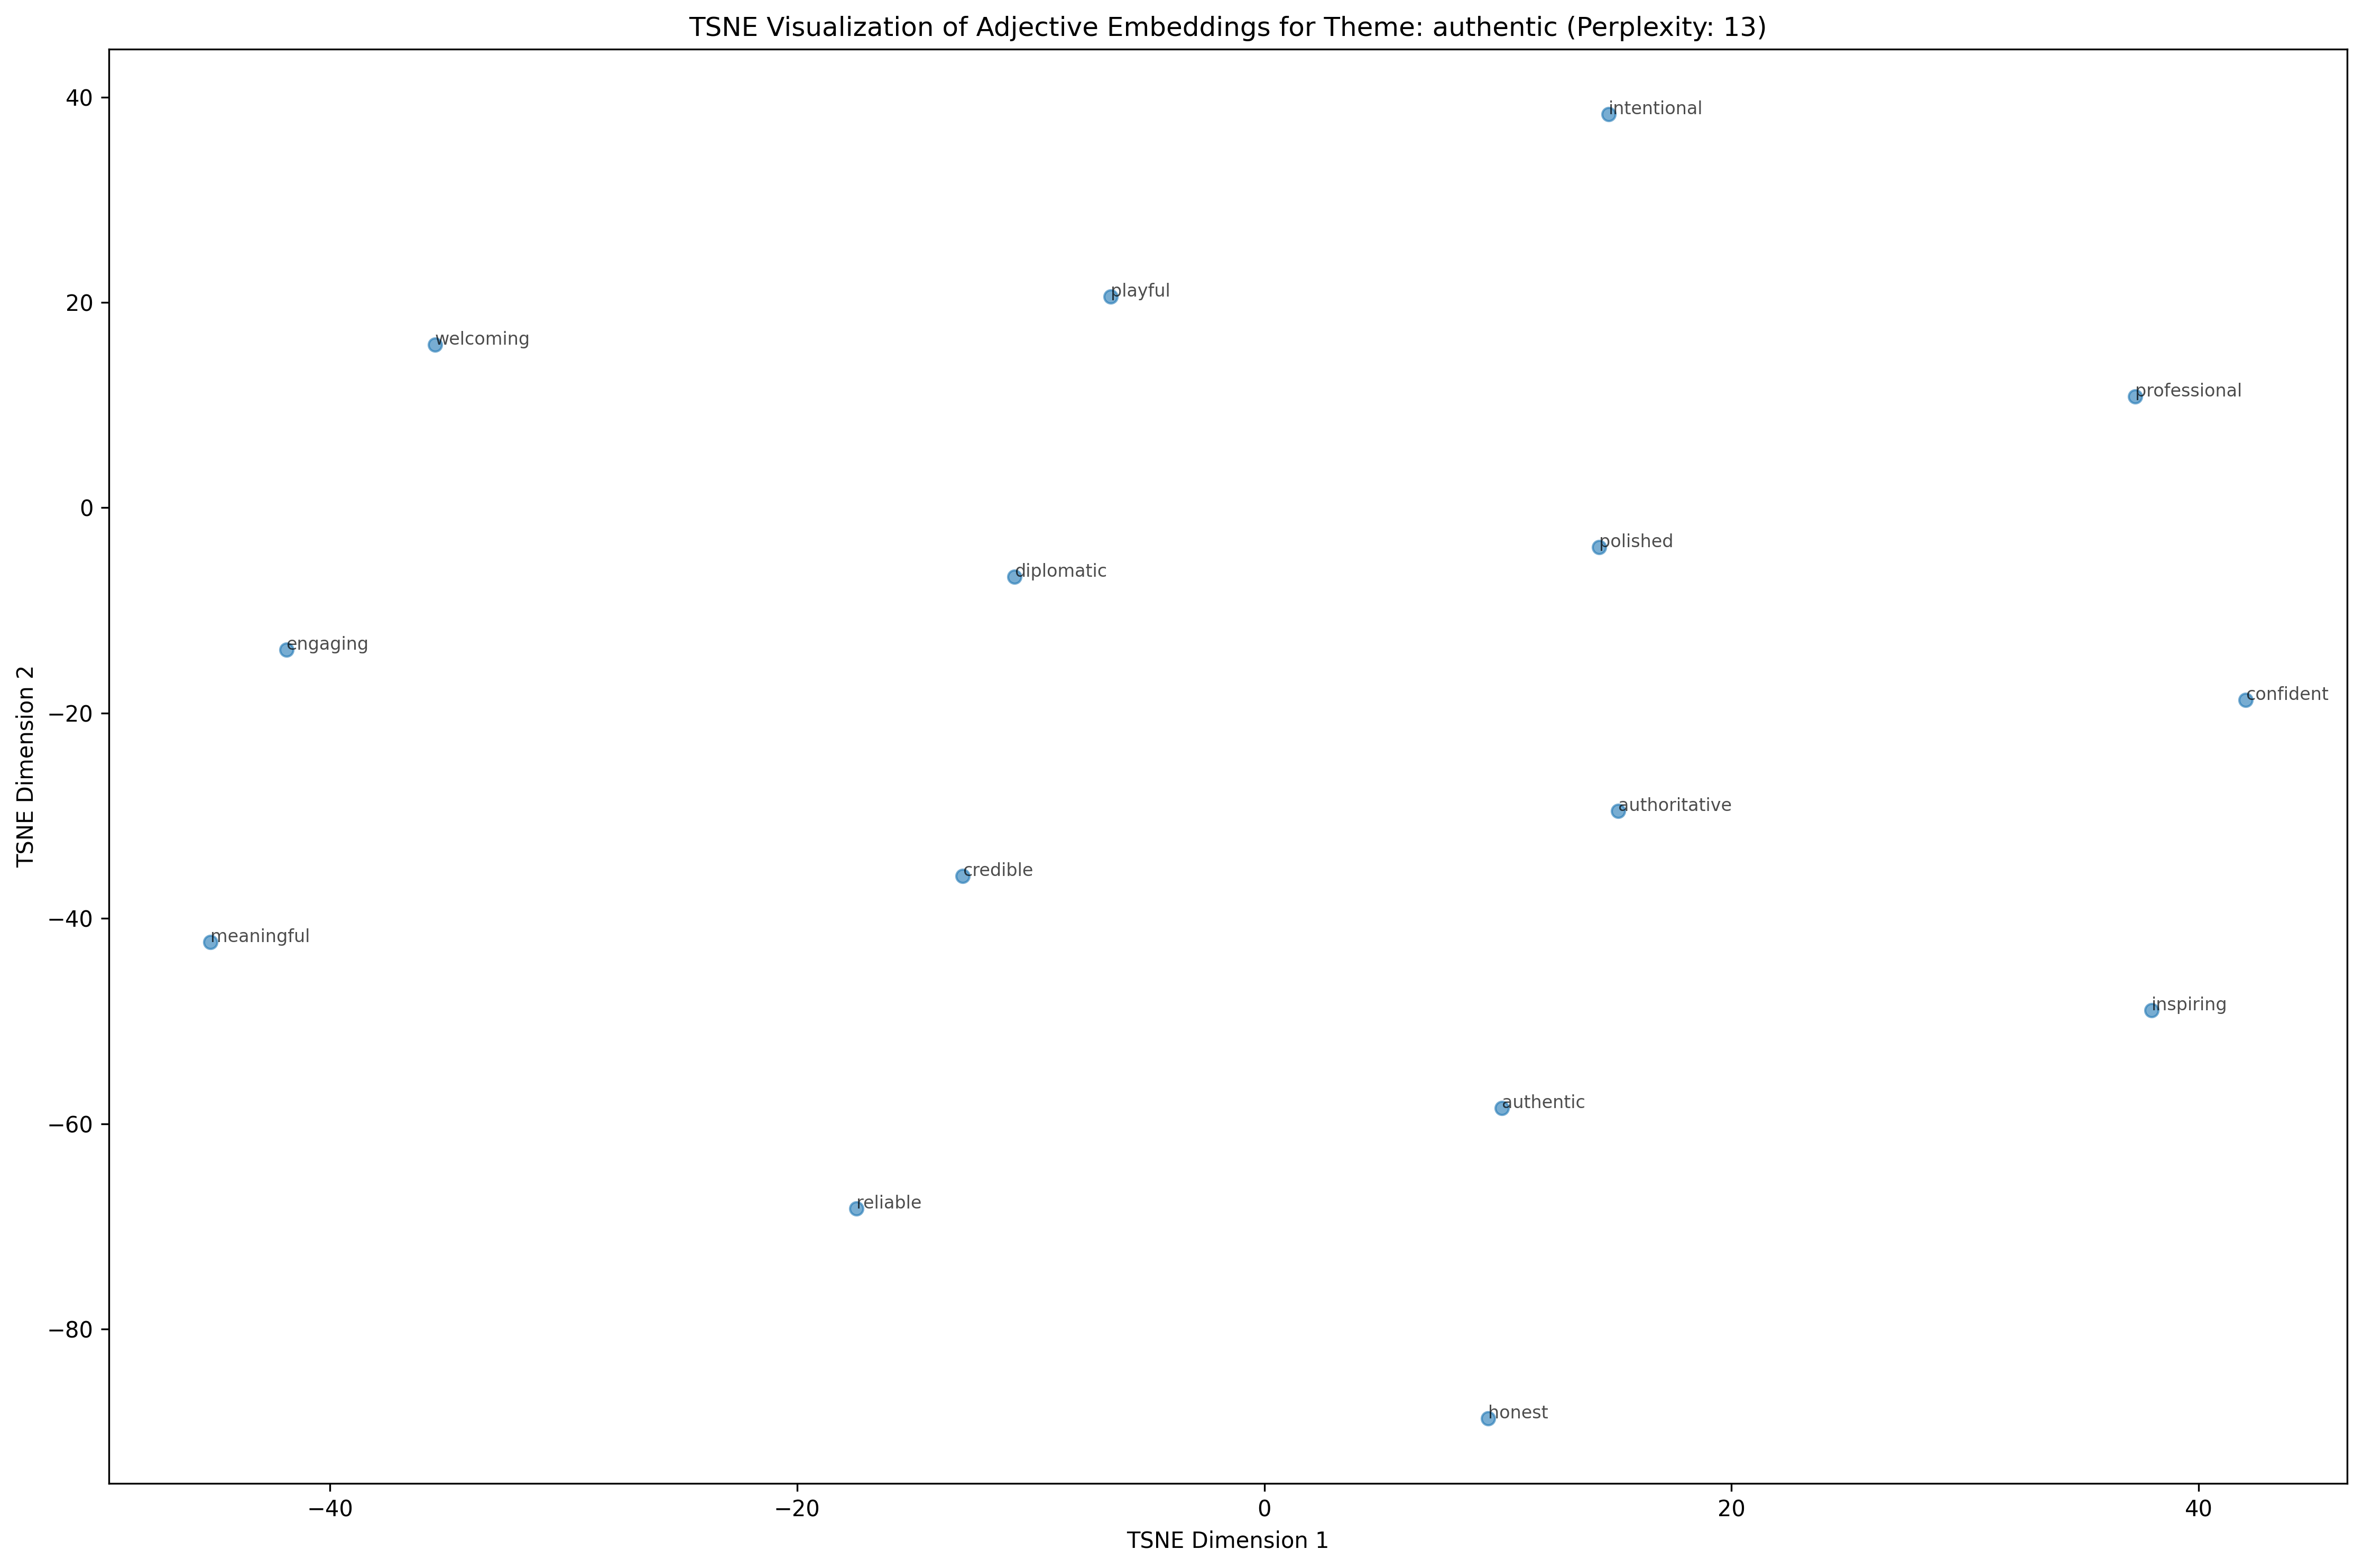 TSNE Visualization of Adjective Embeddings for Theme: authentic (Perplexity: 13)
40
intentional
20
playful
welcoming
professional
0
polished
diplomatic
engaging
TSNE Dimension 2
−20
confident
authoritative
credible
−40
meaningful
inspiring
−60
authentic
reliable
−80
honest
−40
−20
0
20
40
TSNE Dimension 1